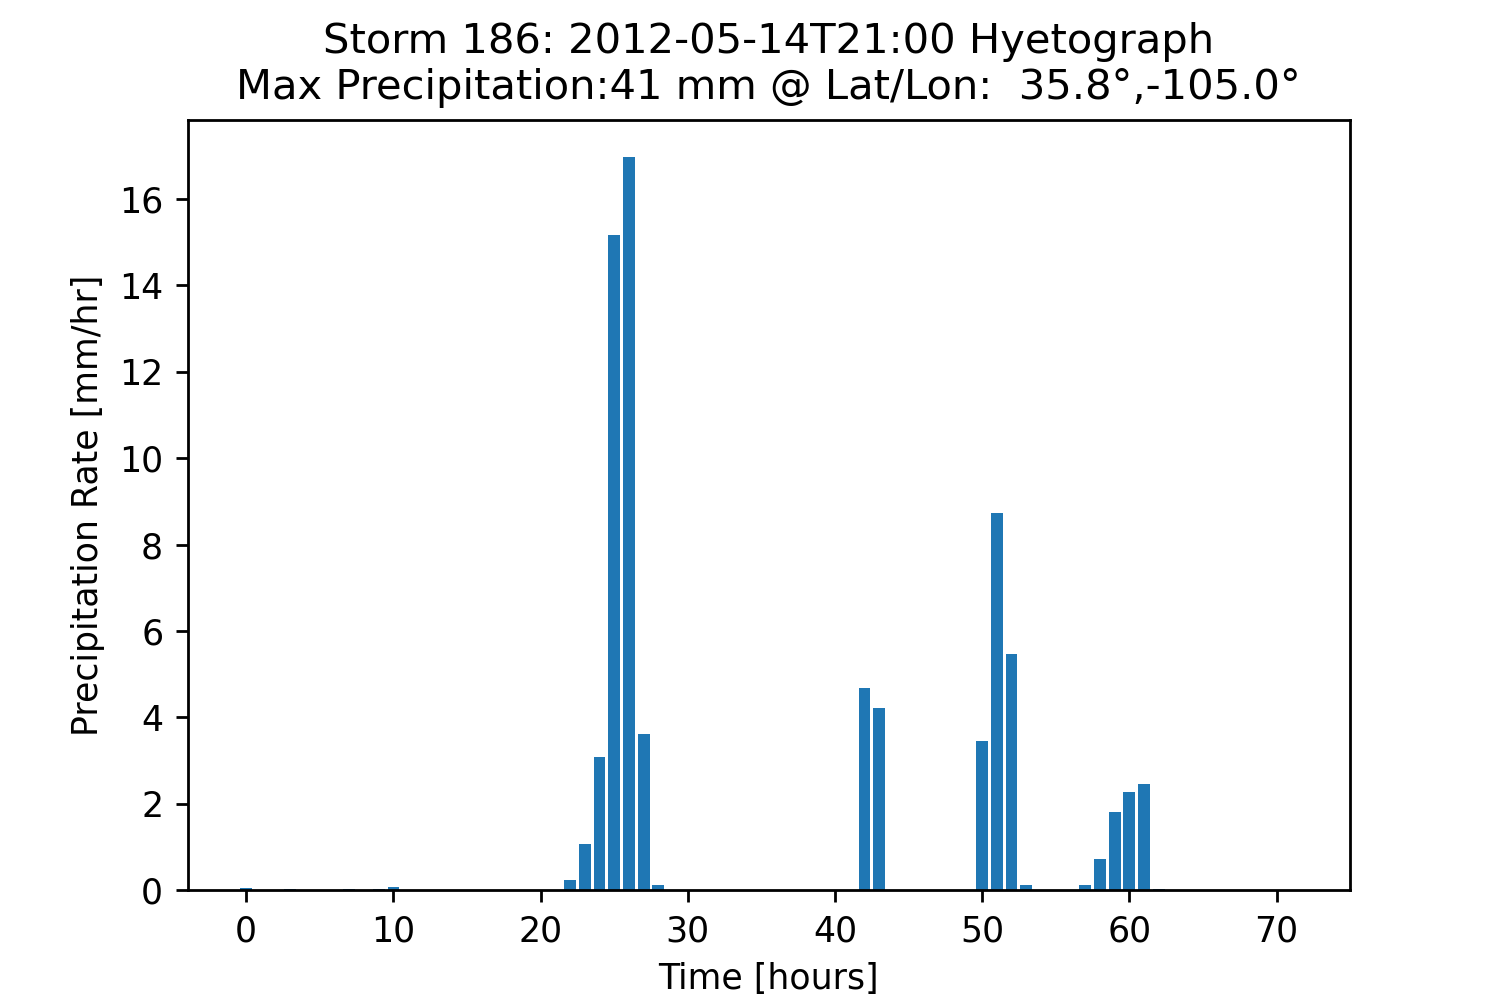 Storm 186: 2012-05-14T21:00 Hyetograph
Max Precipitation:41 mm @ Lat/Lon:  35.8°,-105.0°
16
14
12
10
8
6
4
2
0
Precipitation Rate [mm/hr]
0 10 20 30 40 50 60 70
Time [hours]